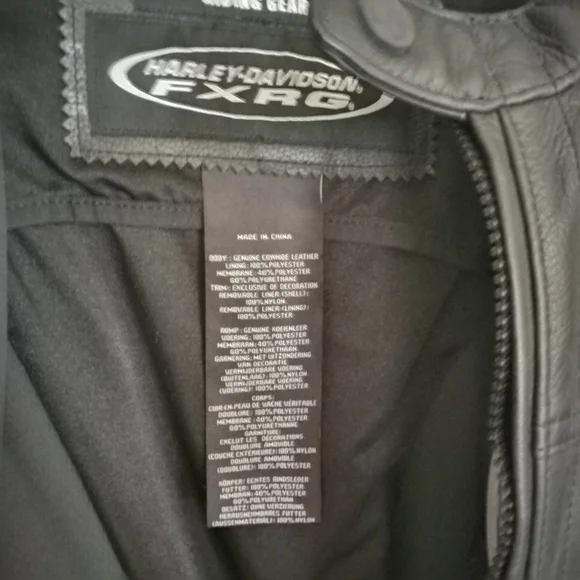 RIDING GEAR
HARLEY-DAVIDSON®
FXRG®
MADE IN CHINA
BODY: GENUINE COWHIDE LEATHER
LINING: 100% POLYESTER
MEMBRANE: 40% POLYESTER
60% POLYURETHANE
TRIM: EXCLUSIVE OF DECORATION
REMOVABLE LINER (SHELL):
100% NYLON
REMOVABLE LINER (LINING):
100% POLYESTER
ROMP: GENUINE KOEIENLEER
VOERING: 100% POLYESTER
MEMBRAAN: 40% POLYESTER
60% POLYURETHAAN
GARNERING: MET UITZONDERING
VAN DECORATIE
VERWIJDERBARE VOERING
(BUITENLAAG): 100% NYLON
VERWIJDERBARE VOERING
(VOERING): 100% POLYESTER
CORPS:
CUIR EN PEAU DE VACHE VÉRITABLE
DOUBLURE: 100% POLYESTER
MEMBRANE: 40% POLYESTER
60% POLYURÉTHANNE
GARNITURE:
EXCLUT LES DÉCORATIONS
DOUBLURE AMOVIBLE
(COUCHE EXTÉRIEURE): 100% NYLON
DOUBLURE AMOVIBLE
(DOUBLURE): 100% POLYESTER
KÖRPER: ECHTES RINDSLEDER
FUTTER: 100% POLYESTER
MEMBRAN: 40% POLYESTER
60% POLYURETHAN
BESATZ: OHNE VERZIERUNG
HERAUSNEHMBARES FUTTER
(AUSSENMATERIAL): 100% NYLON